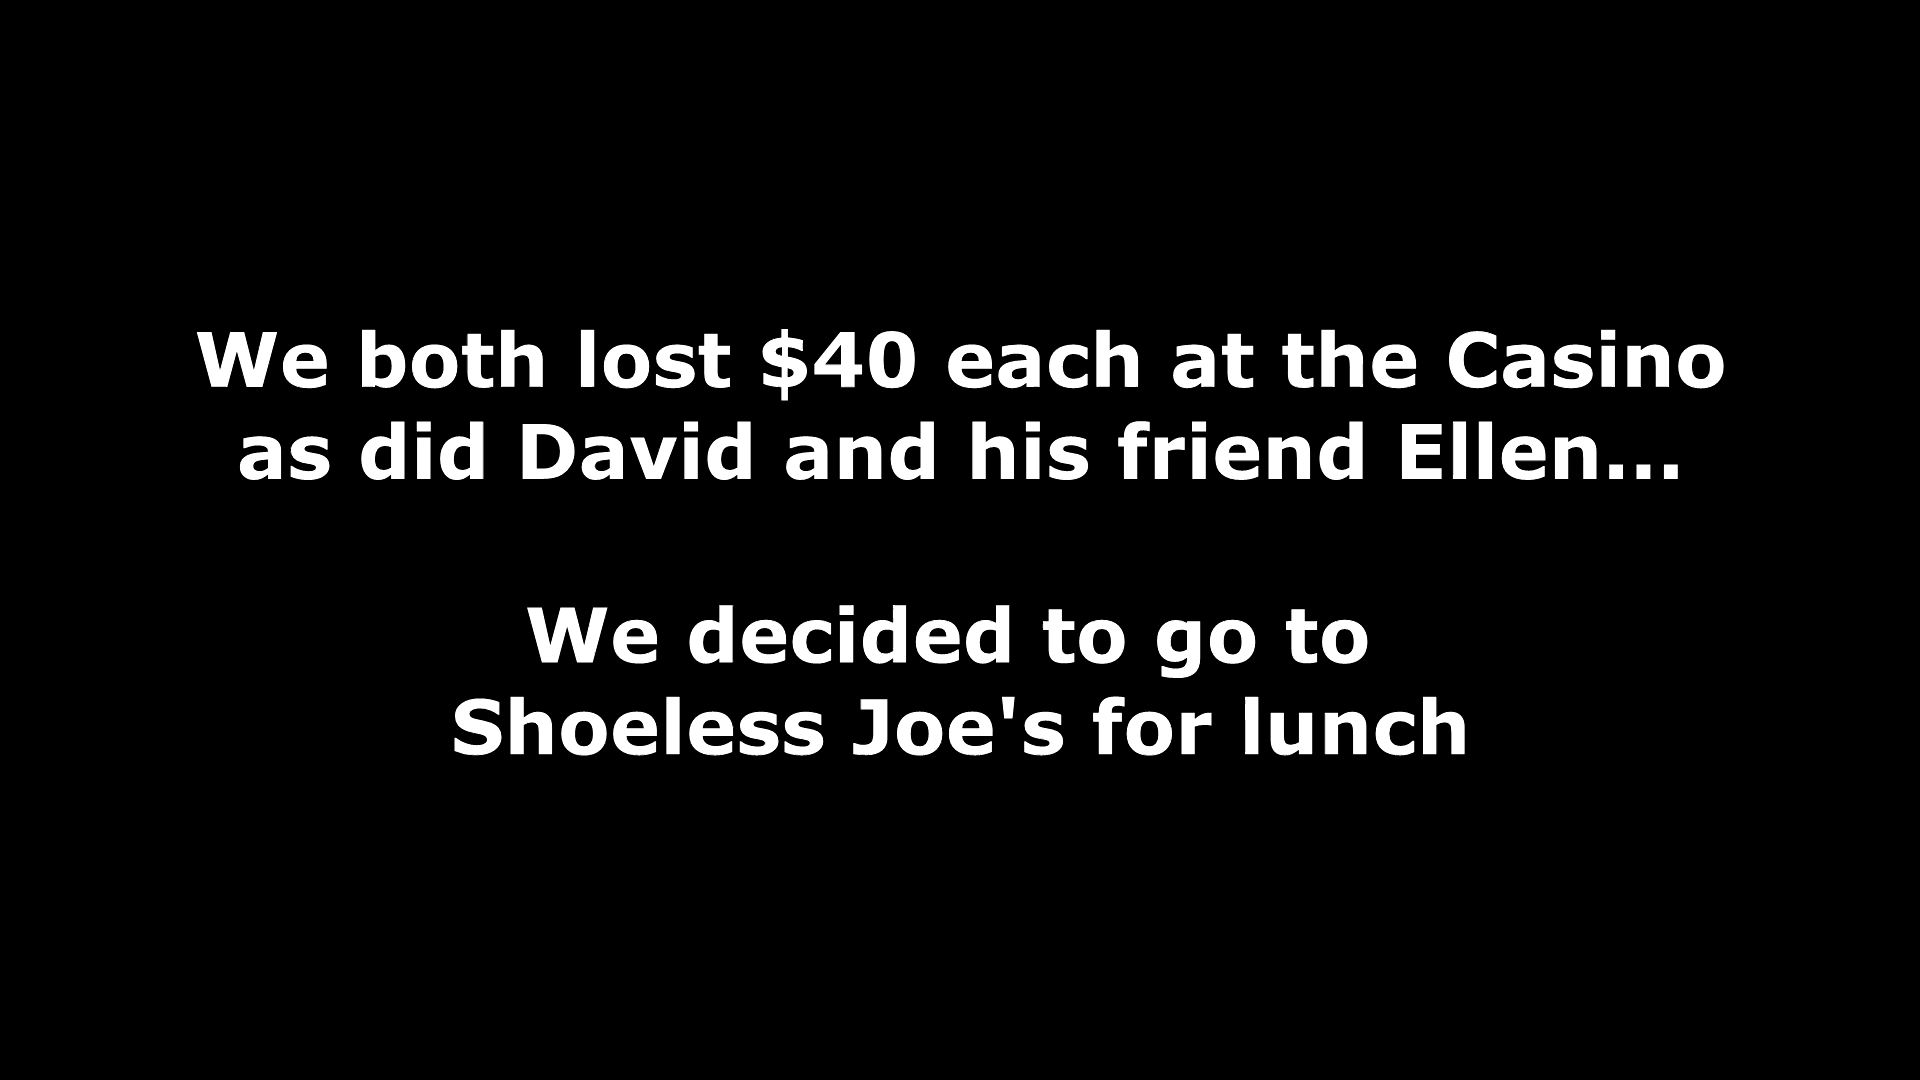 We both lost $40 each at the Casino
as did David and his friend Ellen...
We decided to go to
Shoeless Joe's for lunch